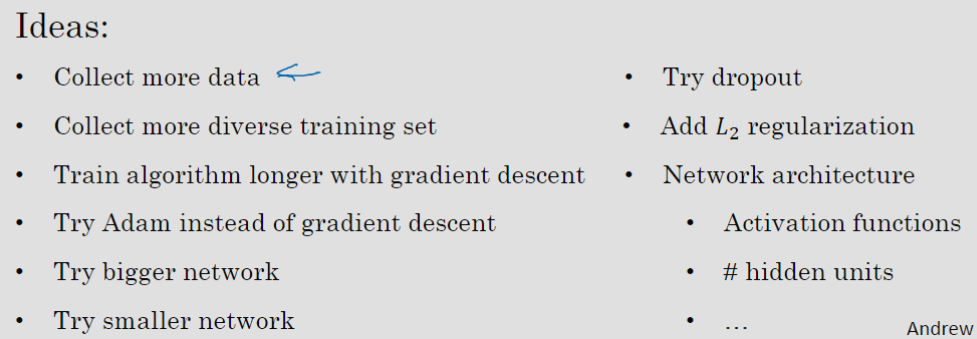 Ideas:
• Collect more data
• Collect more diverse training set
• Train algorithm longer with gradient descent
• Try Adam instead of gradient descent
• Try bigger network
• Try smaller network
• Try dropout
• Add L₂ regularization
• Network architecture
• Activation functions
• # hidden units
• ...
Andrew